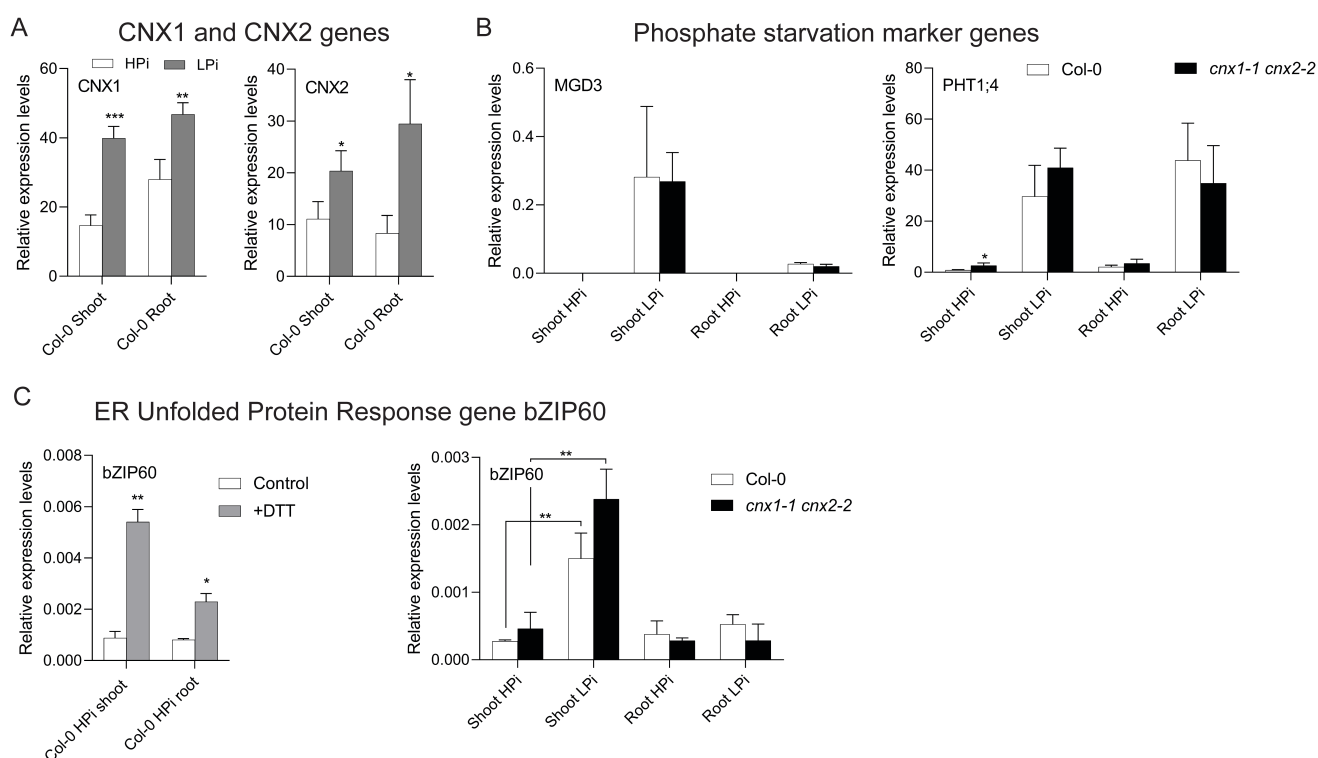 A
CNX1 and CNX2 genes
HPi
LPi
Relative expression levels
60
40
20
0
CNX1
***
**
Col-0 Shoot
Col-0 Root
Relative expression levels
40
30
20
10
0
CNX2
*
*
Col-0 Shoot
Col-0 Root
B
Phosphate starvation marker genes
Relative expression levels
0.6
0.4
0.2
0.0
MGD3
Shoot HPi
Shoot LPi
Root HPi
Root LPi
Relative expression levels
80
60
40
20
0
PHT1;4
Col-0
cnx1-1 cnx2-2
*
Shoot HPi
Shoot LPi
Root HPi
Root LPi
C
ER Unfolded Protein Response gene bZIP60
Relative expression levels
0.008
0.006
0.004
0.002
0.000
bZIP60
Control
+DTT
**
*
Col-0 HPi shoot
Col-0 HPi root
Relative expression levels
0.003
0.002
0.001
0.000
bZIP60
**
**
Col-0
cnx1-1 cnx2-2
Shoot HPi
Shoot LPi
Root HPi
Root LPi